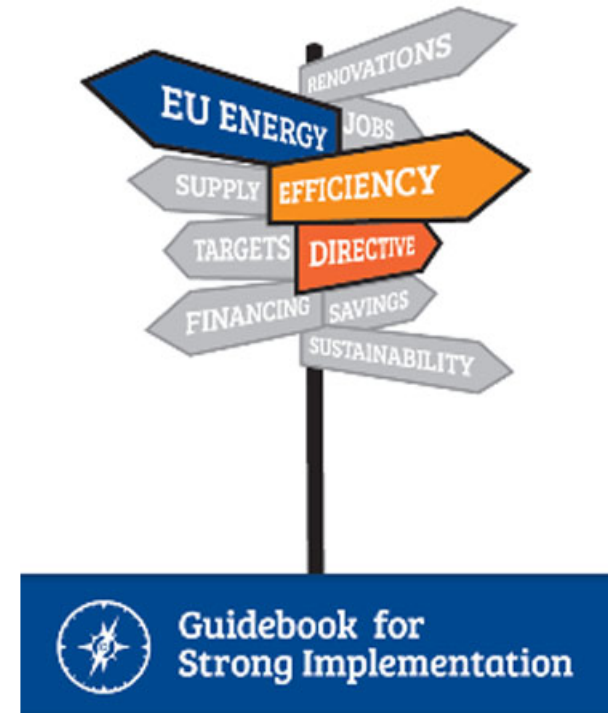 RENOVATIONS
EU ENERGY
JOBS
SUPPLY
EFFICIENCY
TARGETS
DIRECTIVE
FINANCING
SAVINGS
SUSTAINABILITY
Guidebook for
Strong Implementation